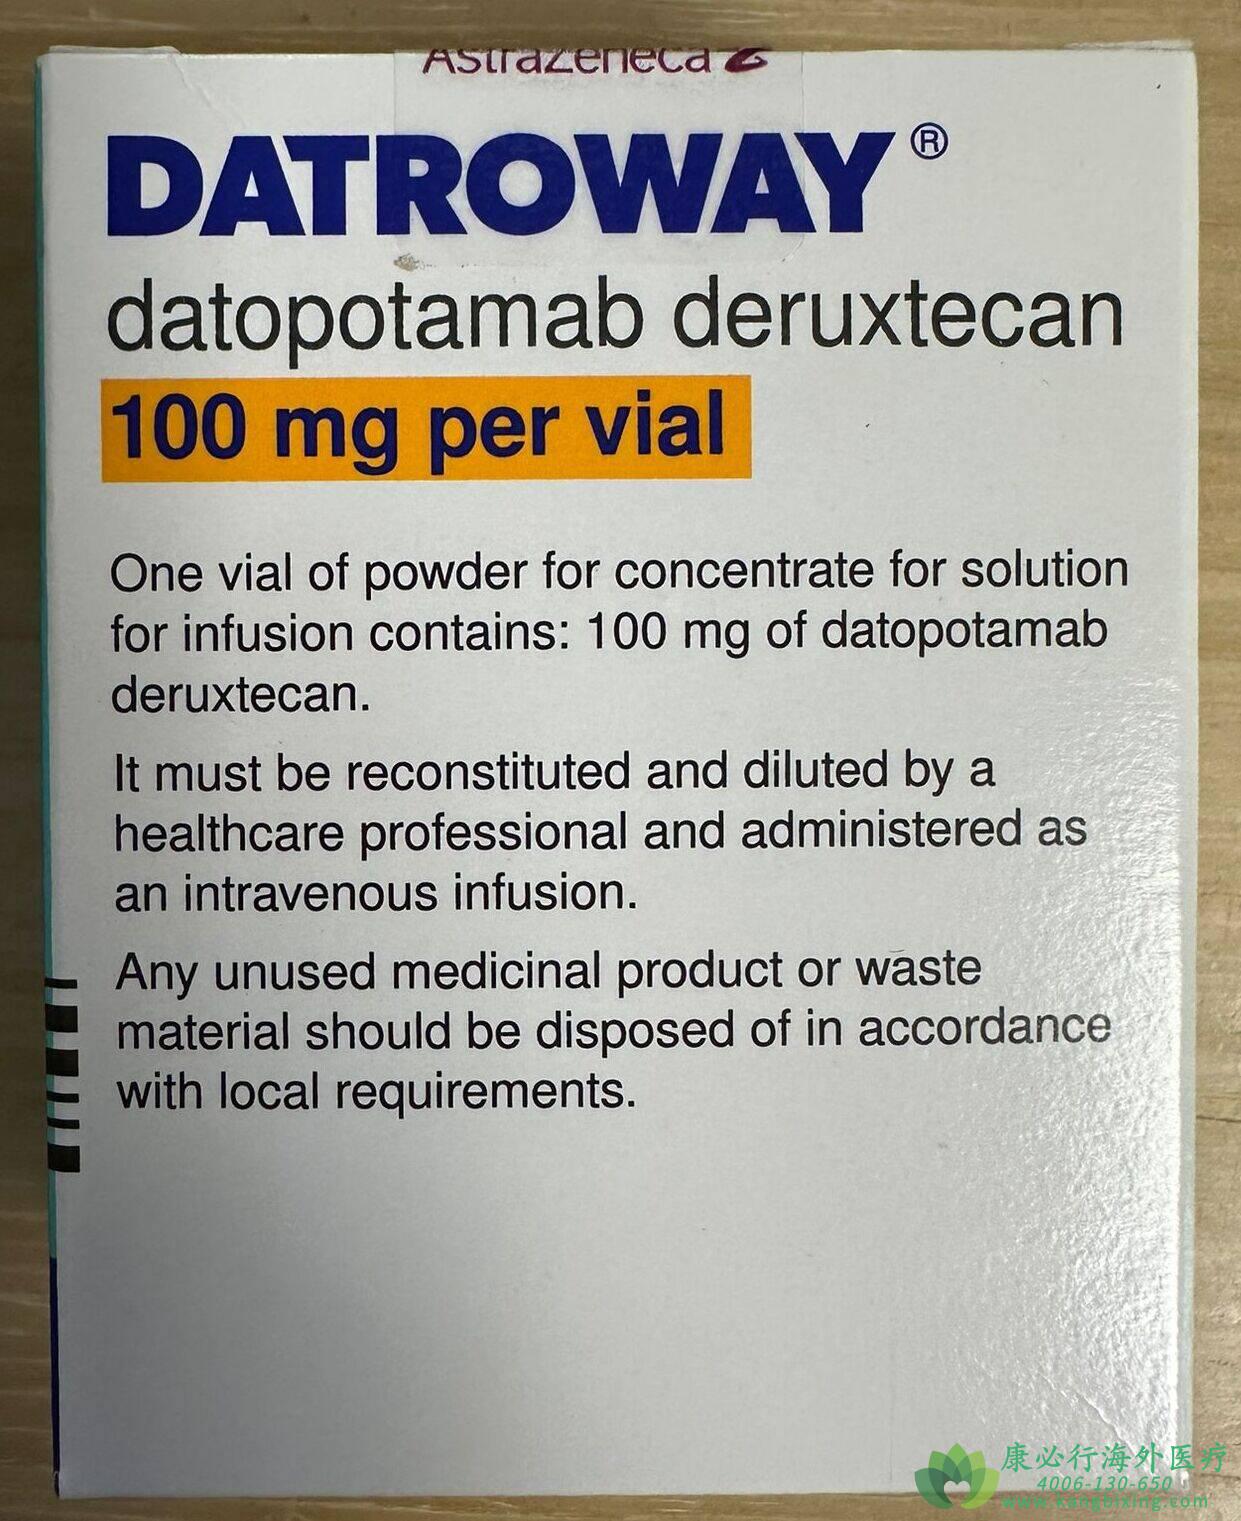 AstraZeneca
DATROWAY®
datopotamab deruxtecan
100 mg per vial
One vial of powder for concentrate for solution
for infusion contains: 100 mg of datopotamab
deruxtecan.
It must be reconstituted and diluted by a
healthcare professional and administered as
an intravenous infusion.
Any unused medicinal product or waste
material should be disposed of in accordance
with local requirements.
康必行海外医疗
4006-130-650
www.kangbixing.com